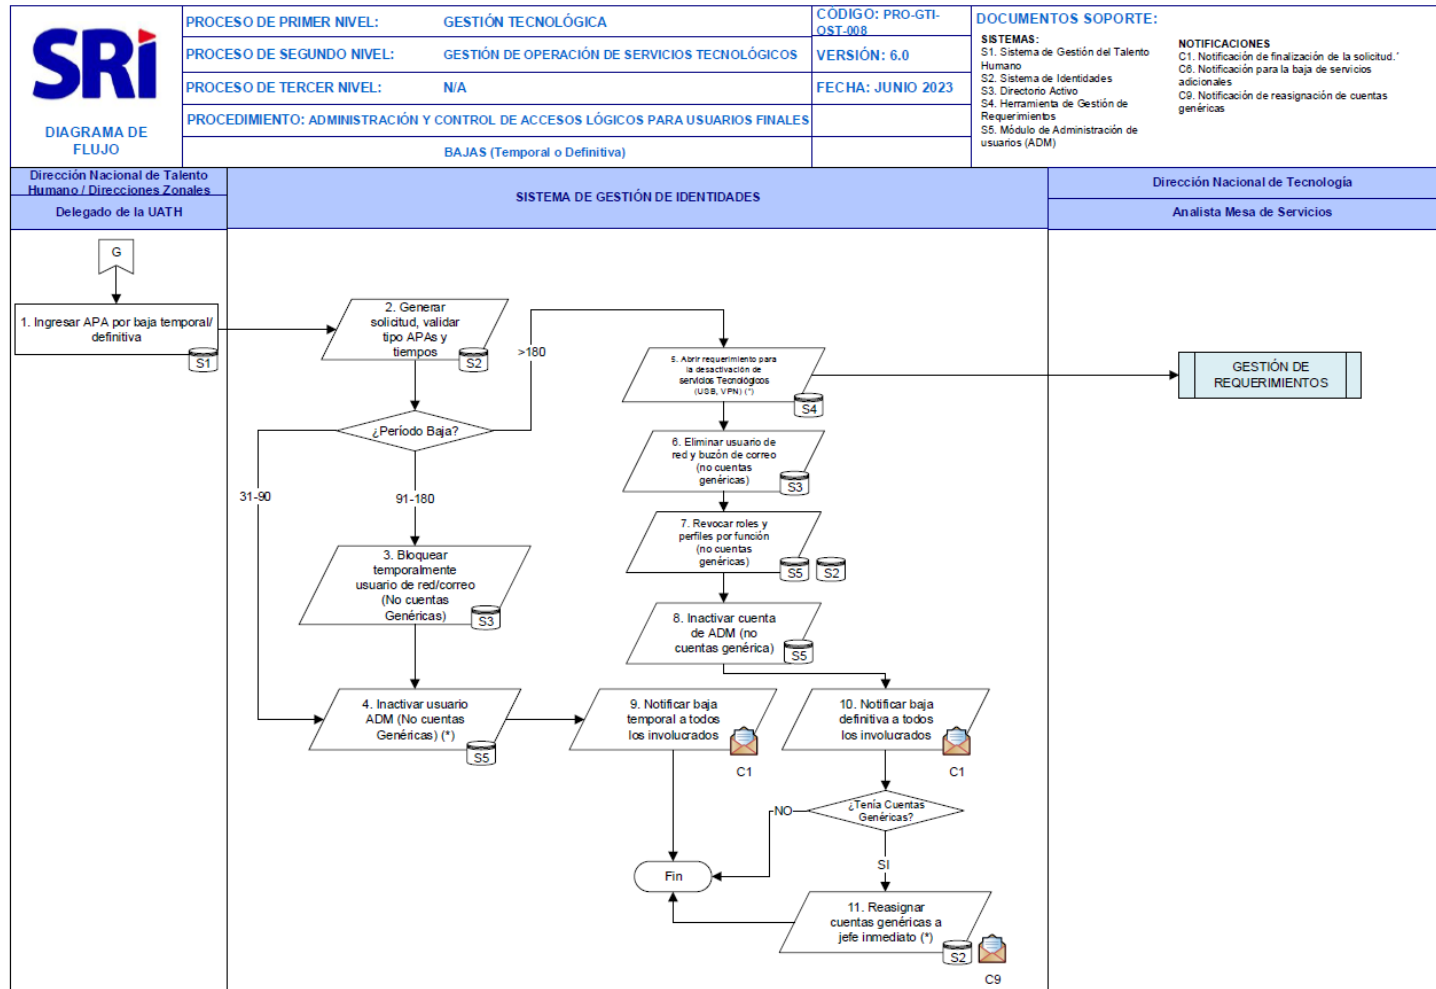 SRi
DIAGRAMA DE
FLUJO
PROCESO DE PRIMER NIVEL:
GESTIÓN TECNOLÓGICA
CÓDIGO: PRO-GTI-
OST-008
PROCESO DE SEGUNDO NIVEL:
GESTIÓN DE OPERACIÓN DE SERVICIOS TECNOLÓGICOS
VERSIÓN: 6.0
PROCESO DE TERCER NIVEL:
N/A
FECHA: JUNIO 2023
PROCEDIMIENTO: ADMINISTRACIÓN Y CONTROL DE ACCESOS LÓGICOS PARA USUARIOS FINALES
BAJAS (Temporal o Definitiva)
DOCUMENTOS SOPORTE:
SISTEMAS:
S1. Sistema de Gestión del Talento
Humano
S2. Sistema de Identidades
S3. Directorio Activo
S4. Herramienta de Gestión de
Requerimientos
S5. Módulo de Administración de
usuarios (ADM)
NOTIFICACIONES
C1. Notificación de finalización de la solicitud.´
C6. Notificación para la baja de servicios
adicionales
C9. Notificación de reasignación de cuentas
genéricas
Dirección Nacional de Talento
Humano / Direcciones Zonales
Delegado de la UATH
SISTEMA DE GESTIÓN DE IDENTIDADES
Dirección Nacional de Tecnología
Analista Mesa de Servicios
G
1. Ingresar APA por baja temporal/
definitiva
S1
2. Generar
solicitud, validar
tipo APAs y
tiempos
S2
>180
¿Período Baja?
31-90
91-180
3. Bloquear
temporalmente
usuario de red/correo
(No cuentas
Genéricas)
S3
4. Inactivar usuario
ADM (No cuentas
Genéricas) (*)
S5
5. Abrir requerimiento para
la desactivación de
servicios Tecnológicos
(USB, VPN) (*)
S4
GESTIÓN DE
REQUERIMIENTOS
6. Eliminar usuario de
red y buzón de correo
(no cuentas
genéricas)
S3
7. Revocar roles y
perfiles por función
(no cuentas
genéricas)
S5
S2
8. Inactivar cuenta
de ADM (no
cuentas genérica)
S5
9. Notificar baja
temporal a todos
los involucrados
C1
10. Notificar baja
definitiva a todos
los involucrados
C1
¿Tenía Cuentas
Genéricas?
NO
SI
Fin
11. Reasignar
cuentas genéricas a
jefe inmediato (*)
S2
C9